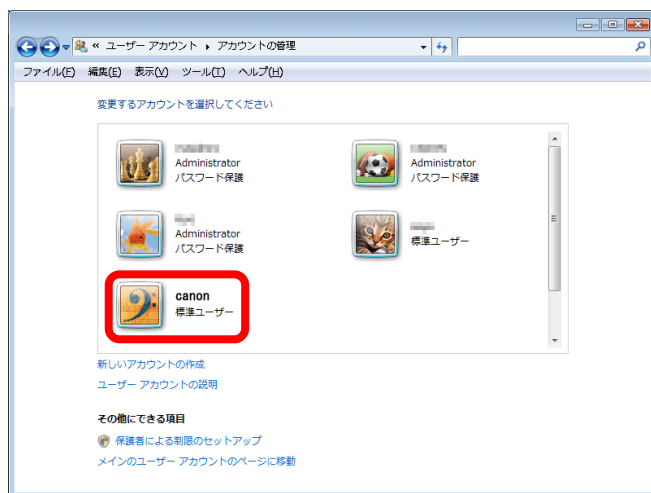 « ユーザー アカウント ▸ アカウントの管理
ファイル(F) 編集(E) 表示(V) ツール(T) ヘルプ(H)
変更するアカウントを選択してください
Administrator
パスワード保護
Administrator
パスワード保護
Administrator
パスワード保護
標準ユーザー
canon
標準ユーザー
新しいアカウントの作成
ユーザー アカウントの説明
その他にできる項目
保護者による制限のセットアップ
メインのユーザー アカウントのページに移動